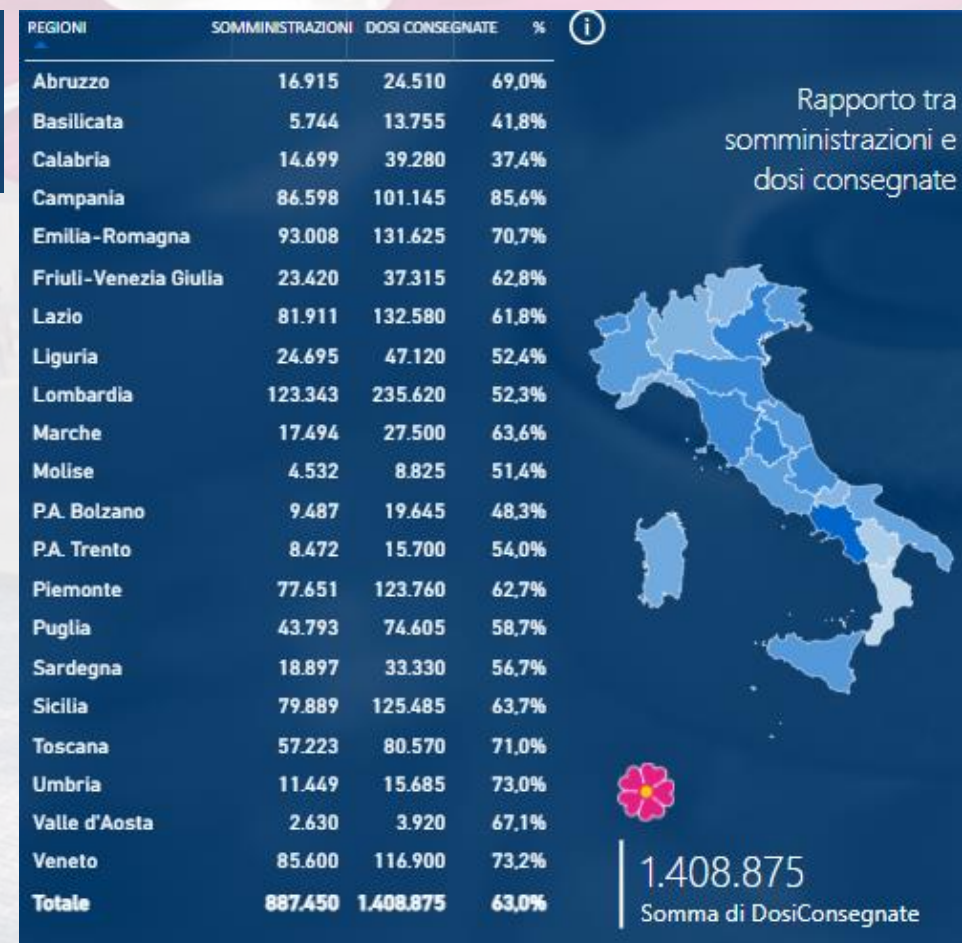 REGIONI SOMMINISTRAZIONI DOSI CONSEGNATE %
Abruzzo 16.915 24.510 69,0%
Basilicata 5.744 13.755 41,8%
Calabria 14.699 39.280 37,4%
Campania 86.598 101.145 85,6%
Emilia-Romagna 93.008 131.625 70,7%
Friuli-Venezia Giulia 23.420 37.315 62,8%
Lazio 81.911 132.580 61,8%
Liguria 24.695 47.120 52,4%
Lombardia 123.343 235.620 52,3%
Marche 17.494 27.500 63,6%
Molise 4.532 8.825 51,4%
P.A. Bolzano 9.487 19.645 48,3%
P.A. Trento 8.472 15.700 54,0%
Piemonte 77.651 123.760 62,7%
Puglia 43.793 74.605 58,7%
Sardegna 18.897 33.330 56,7%
Sicilia 79.889 125.485 63,7%
Toscana 57.223 80.570 71,0%
Umbria 11.449 15.685 73,0%
Valle d'Aosta 2.630 3.920 67,1%
Veneto 85.600 116.900 73,2%
Totale 887.450 1.408.875 63,0%
i
Rapporto tra
somministrazioni e
dosi consegnate
1.408.875
Somma di DosiConsegnate